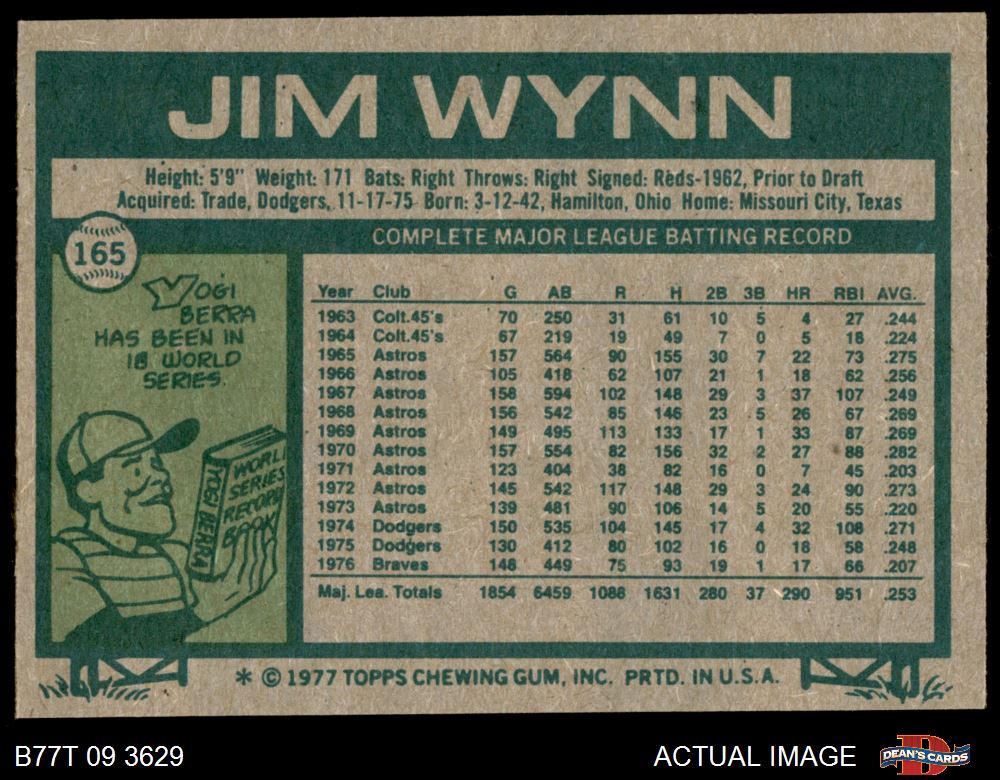 JIM WYNN
Height: 5'9" Weight: 171 Bats: Right Throws: Right Signed: Reds-1962, Prior to Draft
Acquired: Trade, Dodgers, 11-17-75 Born: 3-12-42, Hamilton, Ohio Home: Missouri City, Texas
165
COMPLETE MAJOR LEAGUE BATTING RECORD
YOGI
BERRA
HAS BEEN IN
18 WORLD
SERIES.
WORLD
SERIES
RECORD
BOOK
YOGI BERRA
Year Club G AB R H 2B 3B HR RBI AVG.
1963 Colt.45's 70 250 31 61 10 5 4 27 .244
1964 Colt.45's 67 219 19 49 7 0 5 18 .224
1965 Astros 157 564 90 155 30 7 22 73 .275
1966 Astros 105 418 62 107 21 1 18 62 .256
1967 Astros 158 594 102 148 29 3 37 107 .249
1968 Astros 156 542 85 146 23 5 26 67 .269
1969 Astros 149 495 113 133 17 1 33 87 .269
1970 Astros 157 554 82 156 32 2 27 88 .282
1971 Astros 123 404 38 82 16 0 7 45 .203
1972 Astros 145 542 117 148 29 3 24 90 .273
1973 Astros 139 481 90 106 14 5 20 55 .220
1974 Dodgers 150 535 104 145 17 4 32 108 .271
1975 Dodgers 130 412 80 102 16 0 18 58 .248
1976 Braves 148 449 75 93 19 1 17 66 .207
Maj. Lea. Totals 1854 6459 1088 1631 280 37 290 951 .253
* © 1977 TOPPS CHEWING GUM, INC. PRTD. IN U.S.A.
B77T 09 3629
ACTUAL IMAGE
D
DEAN'S CARDS